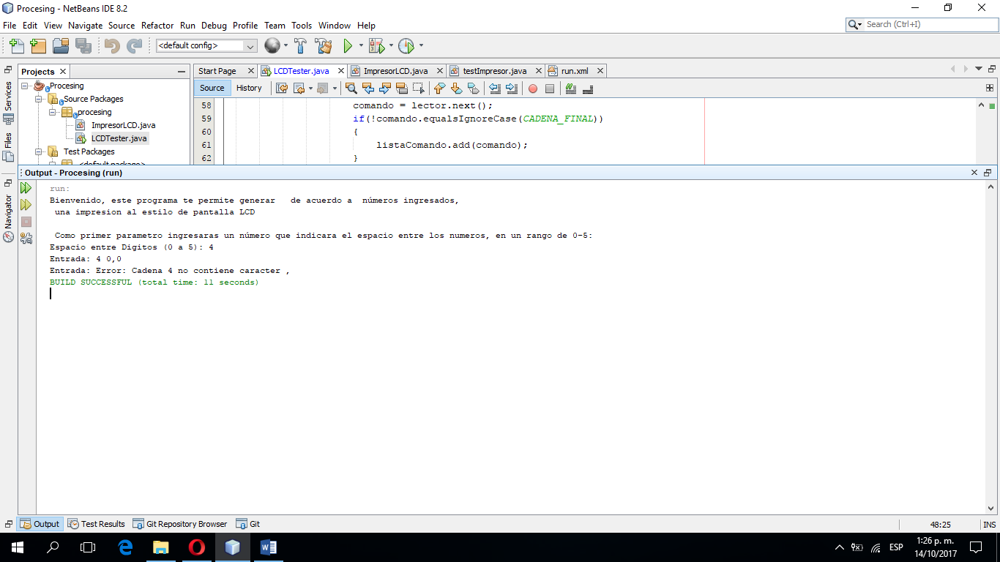 Procesing - NetBeans IDE 8.2
File Edit View Navigate Source Refactor Run Debug Profile Team Tools Window Help
Search (Ctrl+I)
<default config>
Projects
Start Page LCDTester.java ImpresorLCD.java testImpresor.java run.xml
Services
Files
Navigator
Procesing
Source Packages
procesing
ImpresorLCD.java
LCDTester.java
Test Packages
<default package>
Source History
58 comando = lector.next();
59 if(!comando.equalsIgnoreCase(CADENA_FINAL))
60 {
61 listaComando.add(comando);
62 }
Output - Procesing (run)
run:
Bienvenido, este programa te permite generar   de acuerdo a  números ingresados,
 una impresion al estilo de pantalla LCD
 Como primer parametro ingresaras un número que indicara el espacio entre los numeros, en un rango de 0-5:
Espacio entre Digitos (0 a 5): 4
Entrada: 4 0,0
Entrada: Error: Cadena 4 no contiene caracter ,
BUILD SUCCESSFUL (total time: 11 seconds)
Output Test Results Git Repository Browser Git
48:25 INS
ESP
1:26 p. m.
14/10/2017